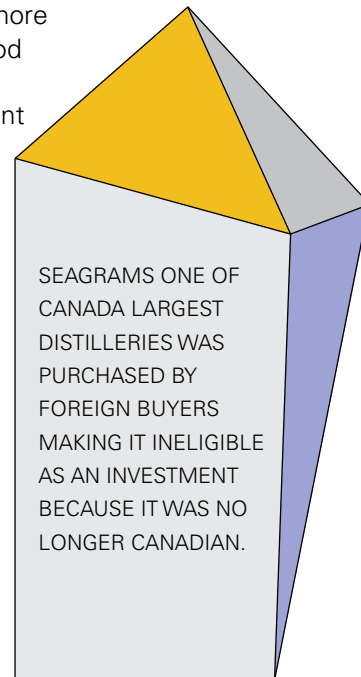 more
od
nt
SEAGRAMS ONE OF
CANADA LARGEST
DISTILLERIES WAS
PURCHASED BY
FOREIGN BUYERS
MAKING IT INELIGIBLE
AS AN INVESTMENT
BECAUSE IT WAS NO
LONGER CANADIAN.